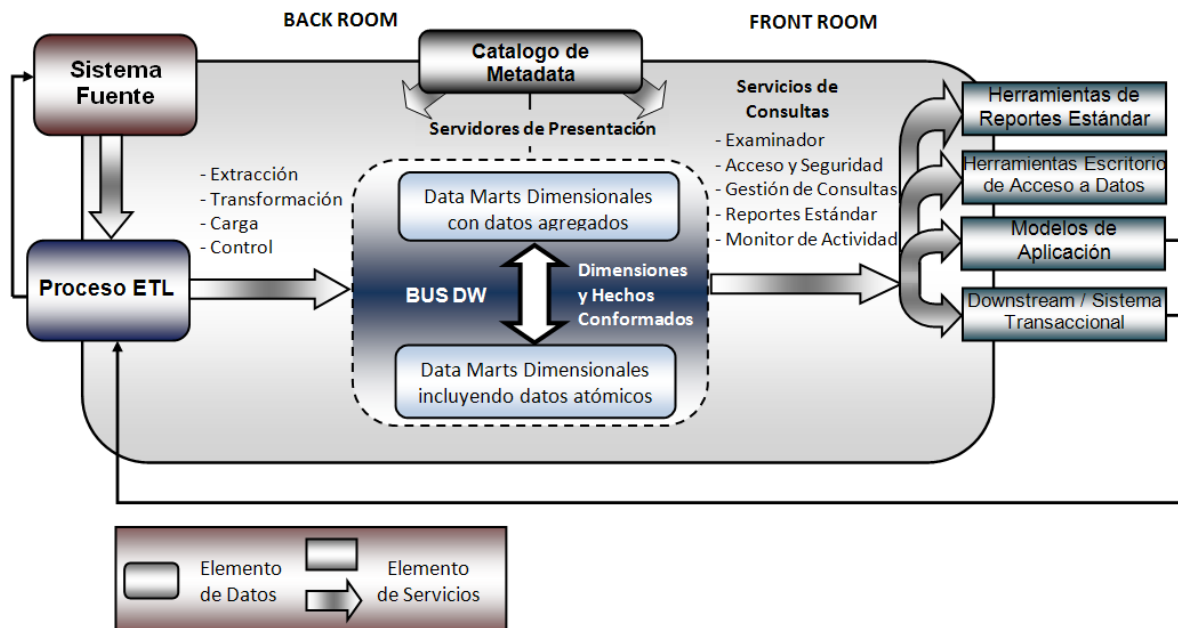 BACK ROOM
FRONT ROOM
Sistema
Fuente
Catalogo de
Metadata
Servidores de Presentación
Servicios de
Consultas
- Examinador
- Acceso y Seguridad
- Gestión de Consultas
- Reportes Estándar
- Monitor de Actividad
Herramientas de
Reportes Estándar
Herramientas Escritorio
de Acceso a Datos
Modelos de
Aplicación
Downstream / Sistema
Transaccional
- Extracción
- Transformación
- Carga
- Control
Proceso ETL
Data Marts Dimensionales
con datos agregados
BUS DW
Dimensiones
y Hechos
Conformados
Data Marts Dimensionales
incluyendo datos atómicos
Elemento
de Datos
Elemento
de Servicios